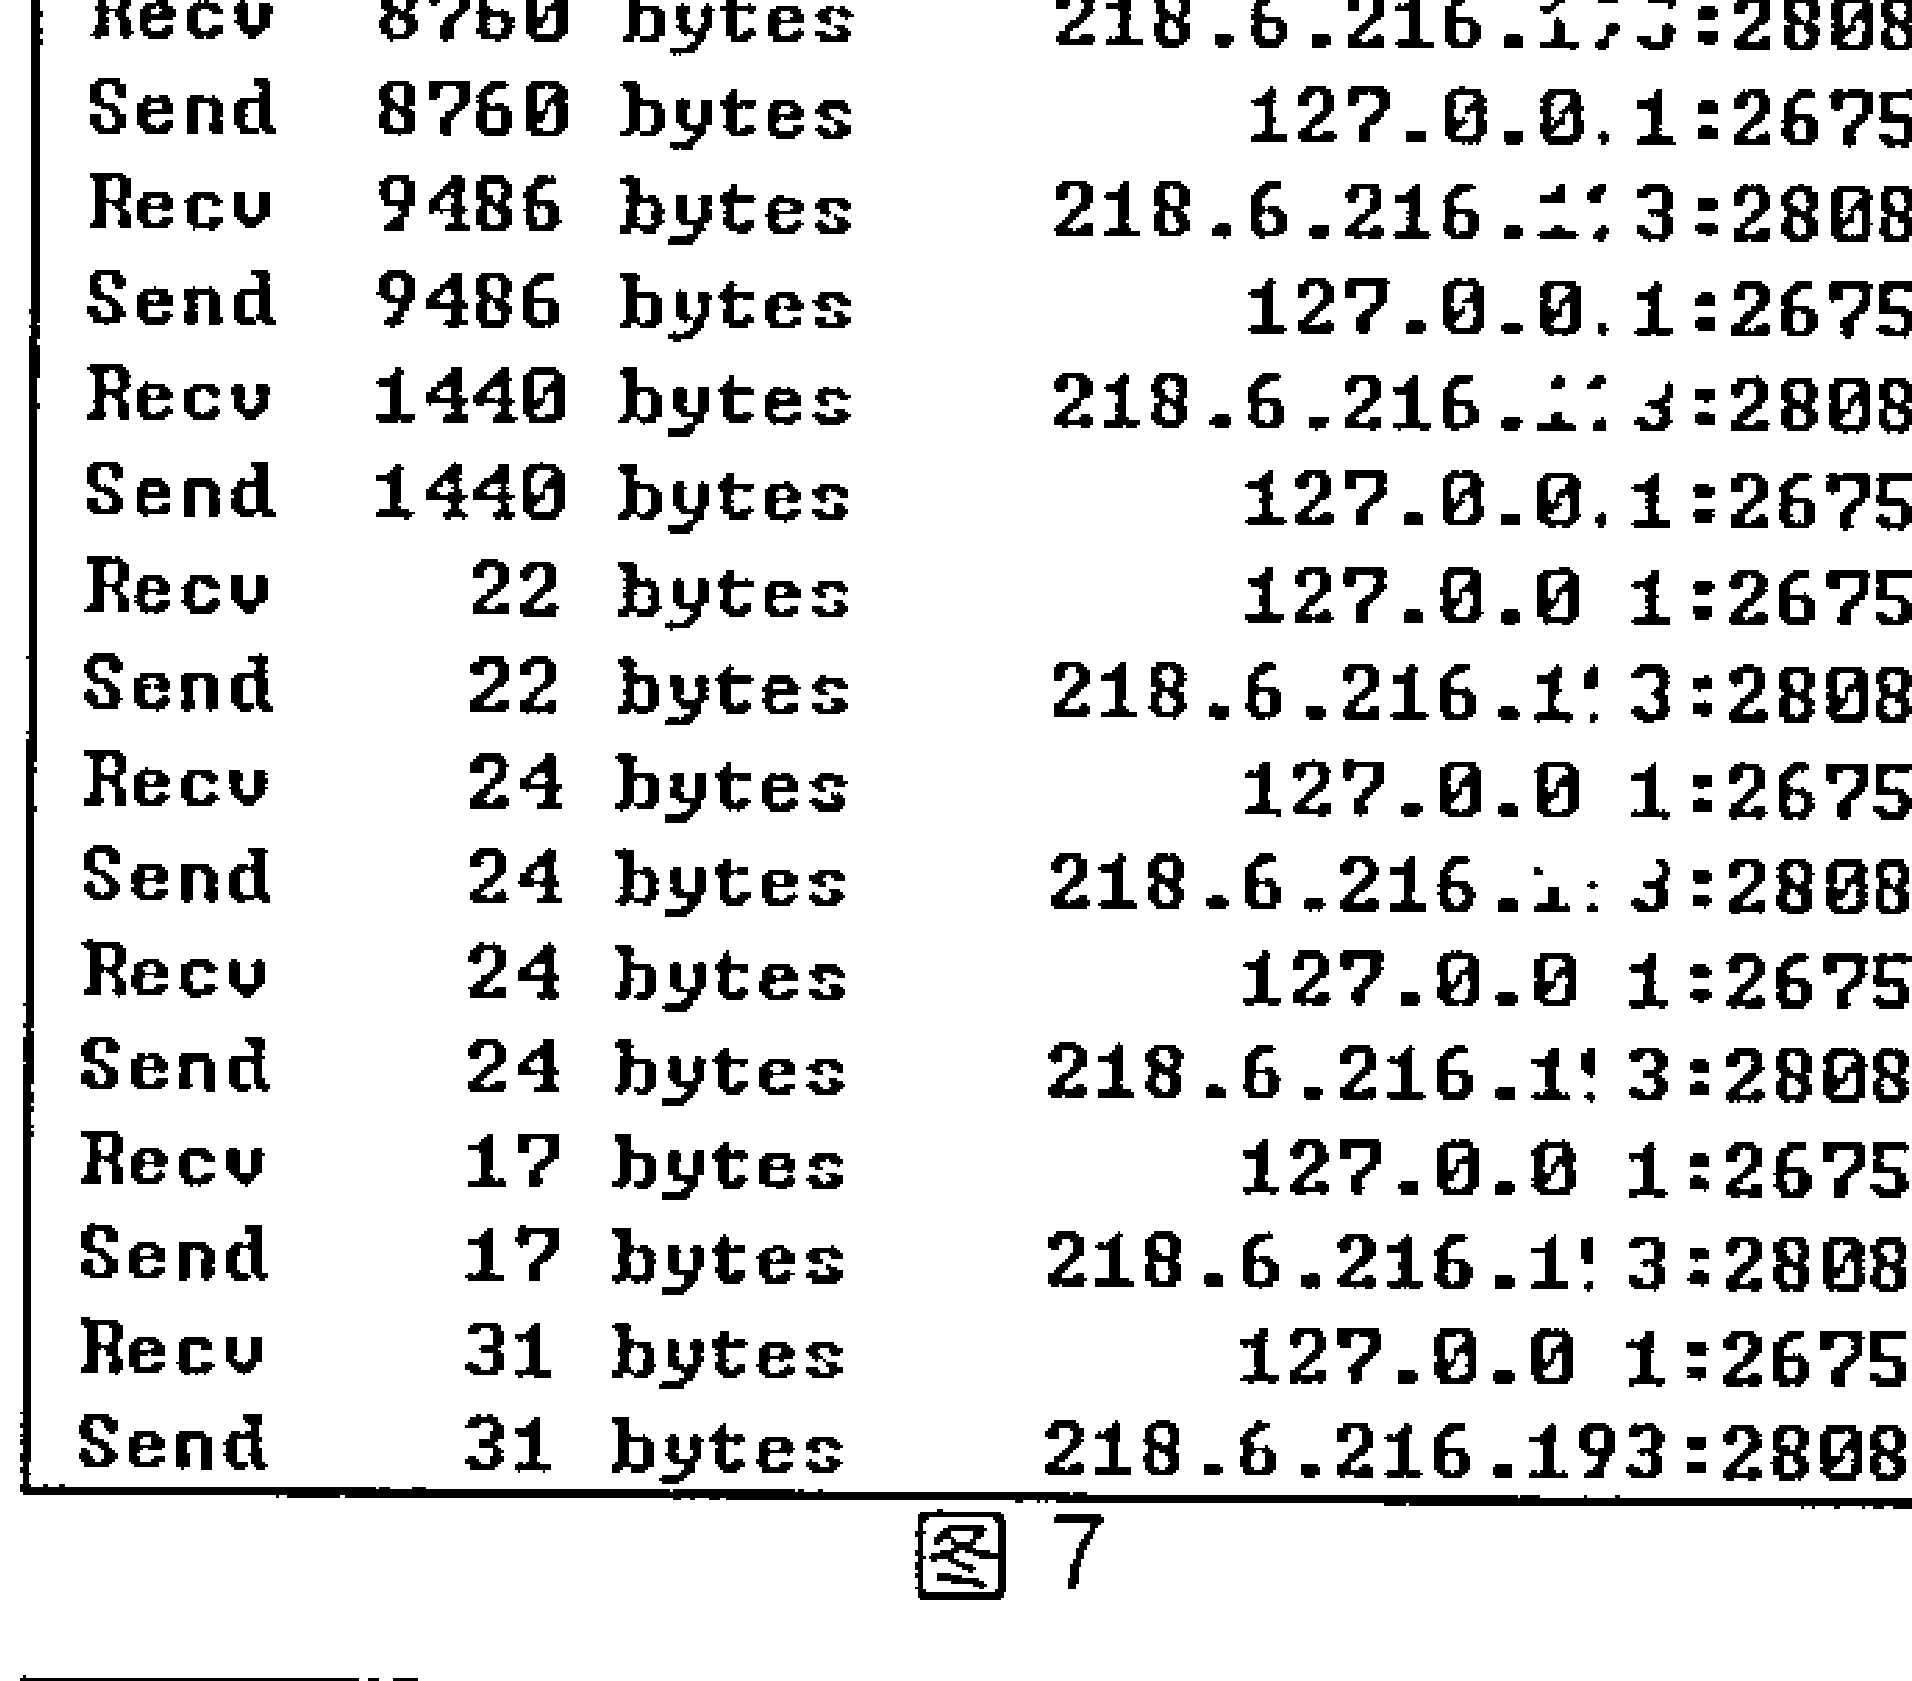 Recv 8760 bytes
Send 8760 bytes 127.0.0.1:2675
Recv 9486 bytes
Send 9486 bytes 127.0.0.1:2675
Recv 1440 bytes
Send 1440 bytes 127.0.0.1:2675
Recv 22 bytes 127.0.0 1:2675
Send 22 bytes
Recv 24 bytes 127.0.0 1:2675
Send 24 bytes
Recv 24 bytes 127.0.0 1:2675
Send 24 bytes
Recv 17 bytes 127.0.0 1:2675
Send 17 bytes
Recv 31 bytes 127.0.0 1:2675
Send 31 bytes 218.6.216.193:2808
图 7